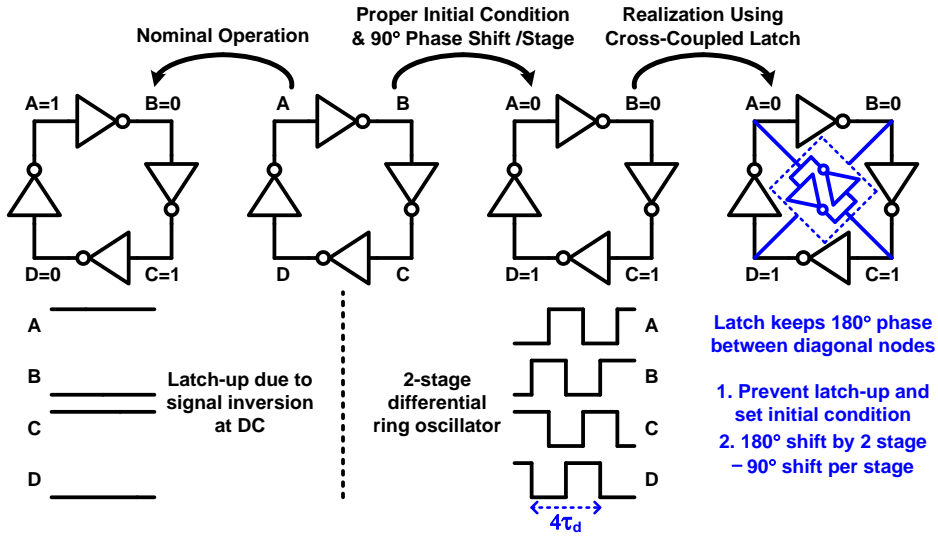 Nominal Operation
Proper Initial Condition
& 90° Phase Shift /Stage
Realization Using
Cross-Coupled Latch
A=1
B=0
D=0
C=1
A
B
D
C
A=0
B=0
D=1
C=1
A=0
B=0
D=1
C=1
A
B
C
D
Latch-up due to
signal inversion
at DC
2-stage
differential
ring oscillator
A
B
C
D
4τd
Latch keeps 180° phase
between diagonal nodes
1. Prevent latch-up and
set initial condition
2. 180° shift by 2 stage
– 90° shift per stage